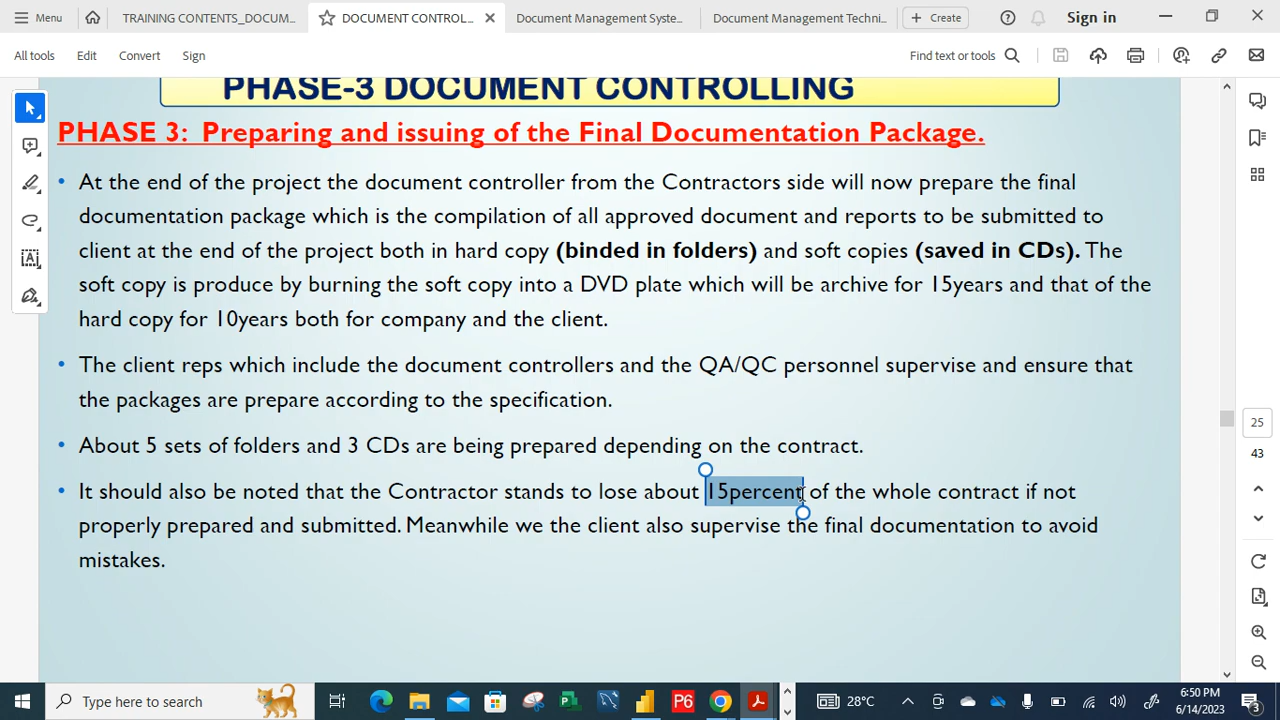 Menu
TRAINING CONTENTS_DOCUM...
DOCUMENT CONTROL...
Document Management Syste...
Document Management Techni...
Create
Sign in
All tools Edit Convert Sign
Find text or tools
PHASE-3 DOCUMENT CONTROLLING
PHASE 3: Preparing and issuing of the Final Documentation Package.
• At the end of the project the document controller from the Contractors side will now prepare the final
documentation package which is the compilation of all approved document and reports to be submitted to
client at the end of the project both in hard copy (binded in folders) and soft copies (saved in CDs). The
soft copy is produce by burning the soft copy into a DVD plate which will be archive for 15years and that of the
hard copy for 10years both for company and the client.
• The client reps which include the document controllers and the QA/QC personnel supervise and ensure that
the packages are prepare according to the specification.
• About 5 sets of folders and 3 CDs are being prepared depending on the contract.
• It should also be noted that the Contractor stands to lose about 15percent of the whole contract if not
properly prepared and submitted. Meanwhile we the client also supervise the final documentation to avoid
mistakes.
25
43
Type here to search
P6
28°C
6:50 PM
6/14/2023
3